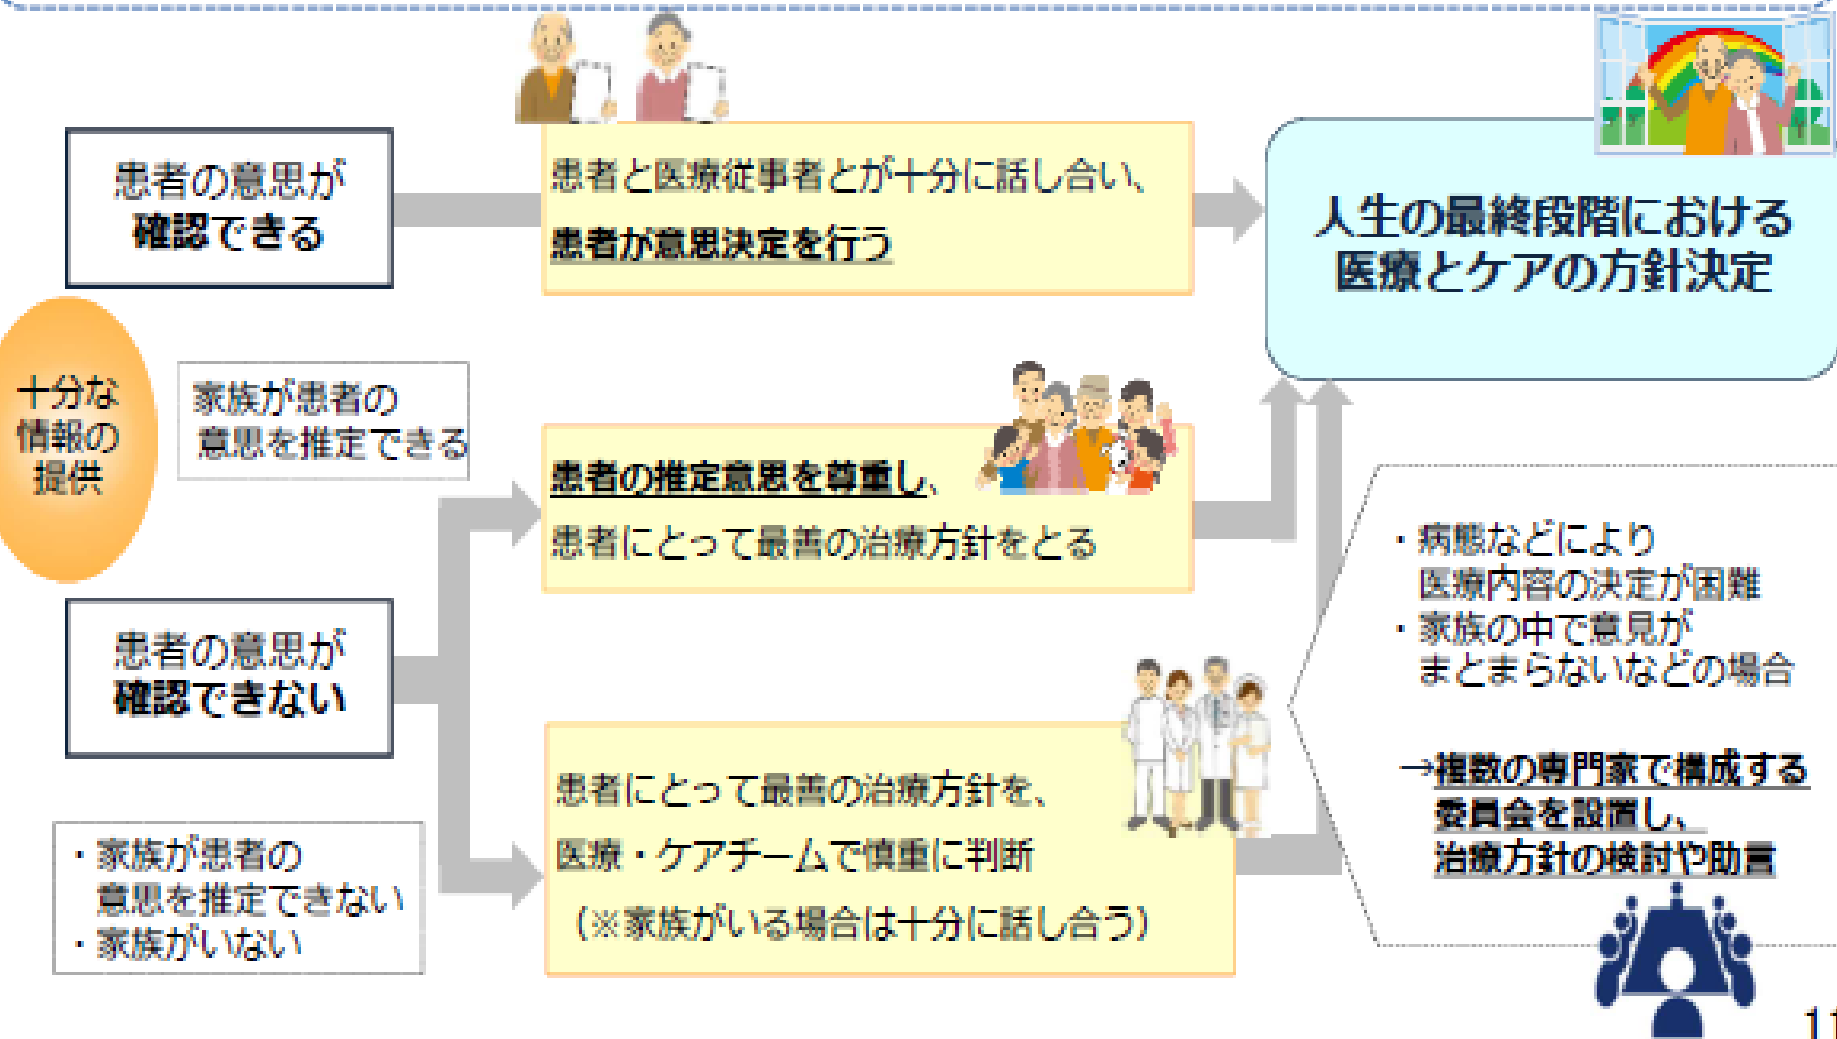 患者の意思が
確認できる
患者と医療従事者とが十分に話し合い、
患者が意思決定を行う
人生の最終段階における
医療とケアの方針決定
十分な
情報の
提供
家族が患者の
意思を推定できる
患者の推定意思を尊重し、
患者にとって最善の治療方針をとる
患者の意思が
確認できない
・家族が患者の
意思を推定できない
・家族がいない
患者にとって最善の治療方針を、
医療・ケアチームで慎重に判断
（※家族がいる場合は十分に話し合う）
・病態などにより
医療内容の決定が困難
・家族の中で意見が
まとまらないなどの場合
→複数の専門家で構成する
委員会を設置し、
治療方針の検討や助言
11